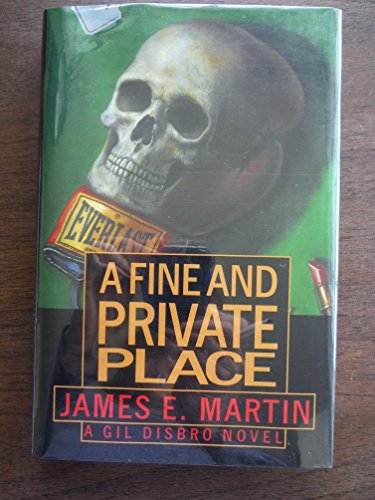 EVERLAST
A FINE AND
PRIVATE
PLACE
JAMES E. MARTIN
A GIL DISBRO NOVEL